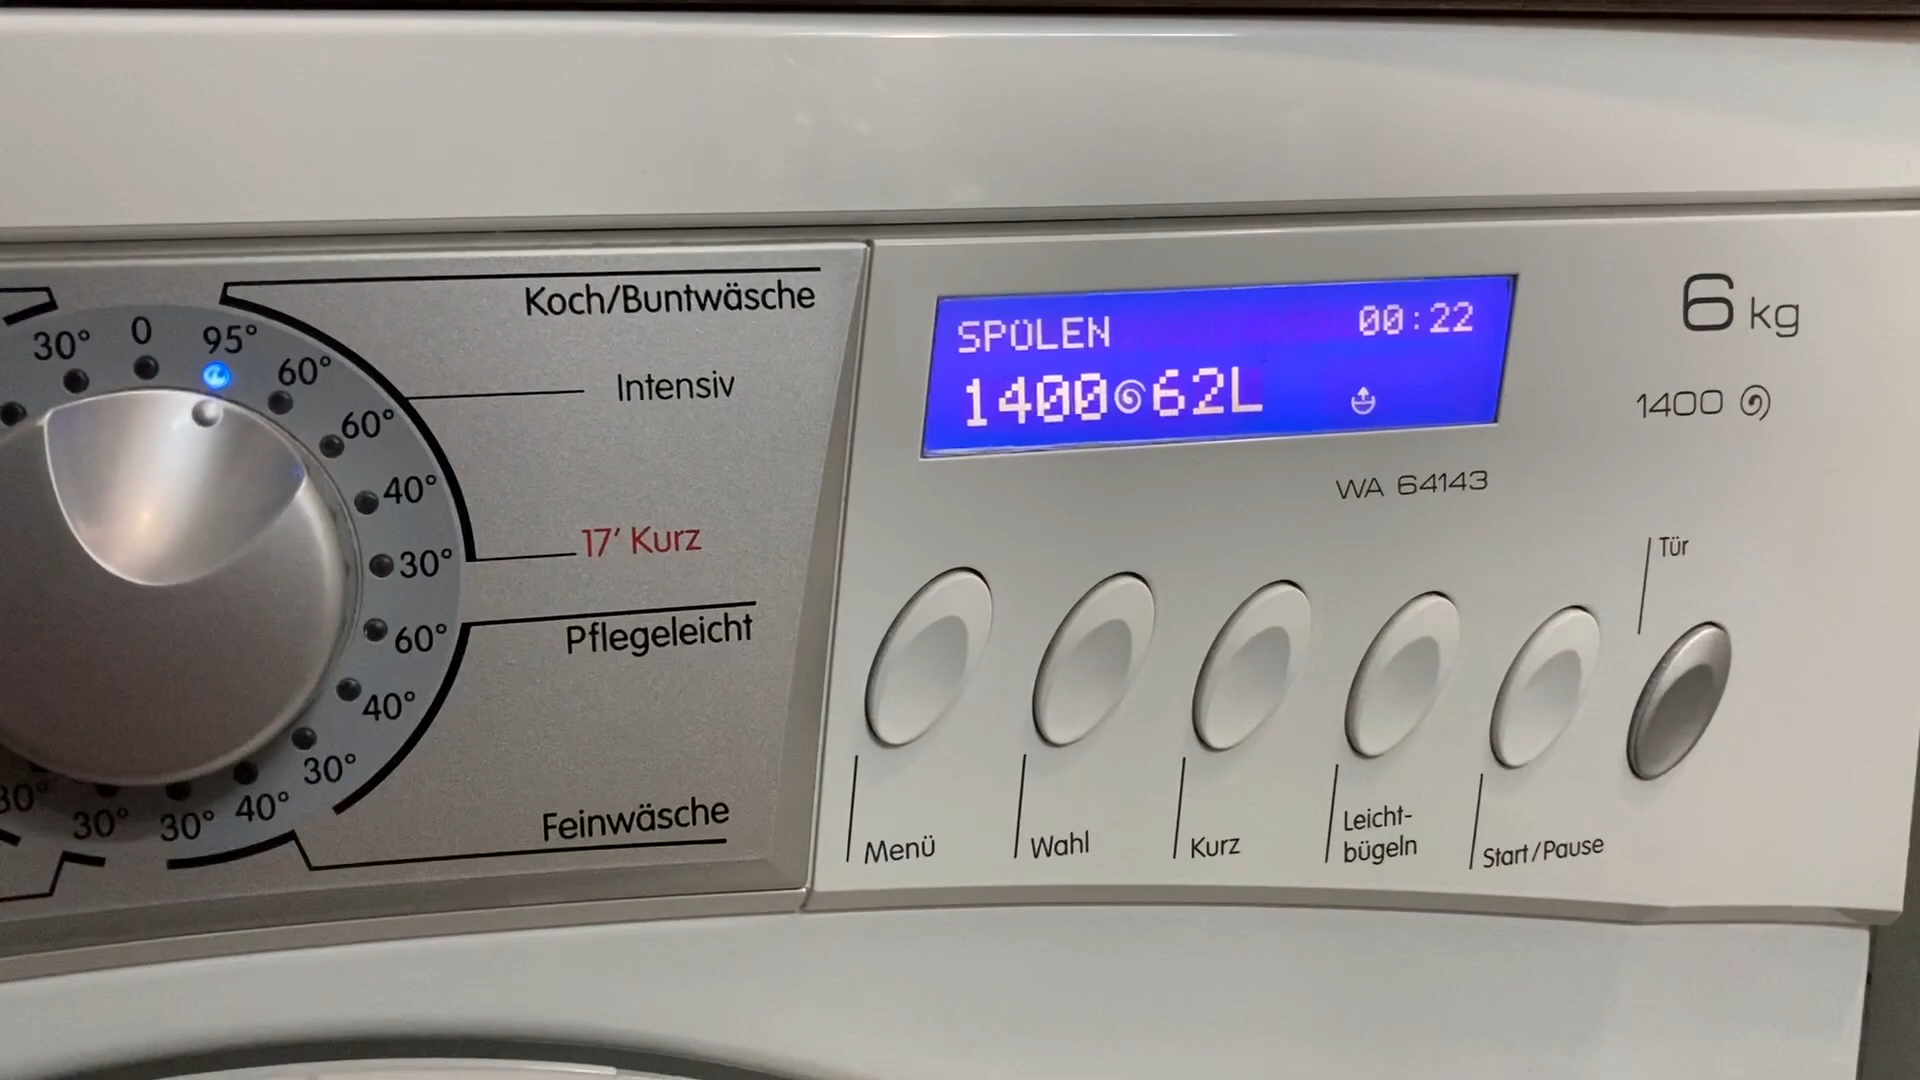 30°
0
95°
60°
60°
40°
30°
60°
40°
30°
40°
30°
30°
30°
Koch/Buntwäsche
Intensiv
17' Kurz
Pflegeleicht
Feinwäsche
SPÜLEN 00:22
1400 62L
6 kg
1400
WA 64143
Tür
Menü
Wahl
Kurz
Leicht-
bügeln
Start/Pause